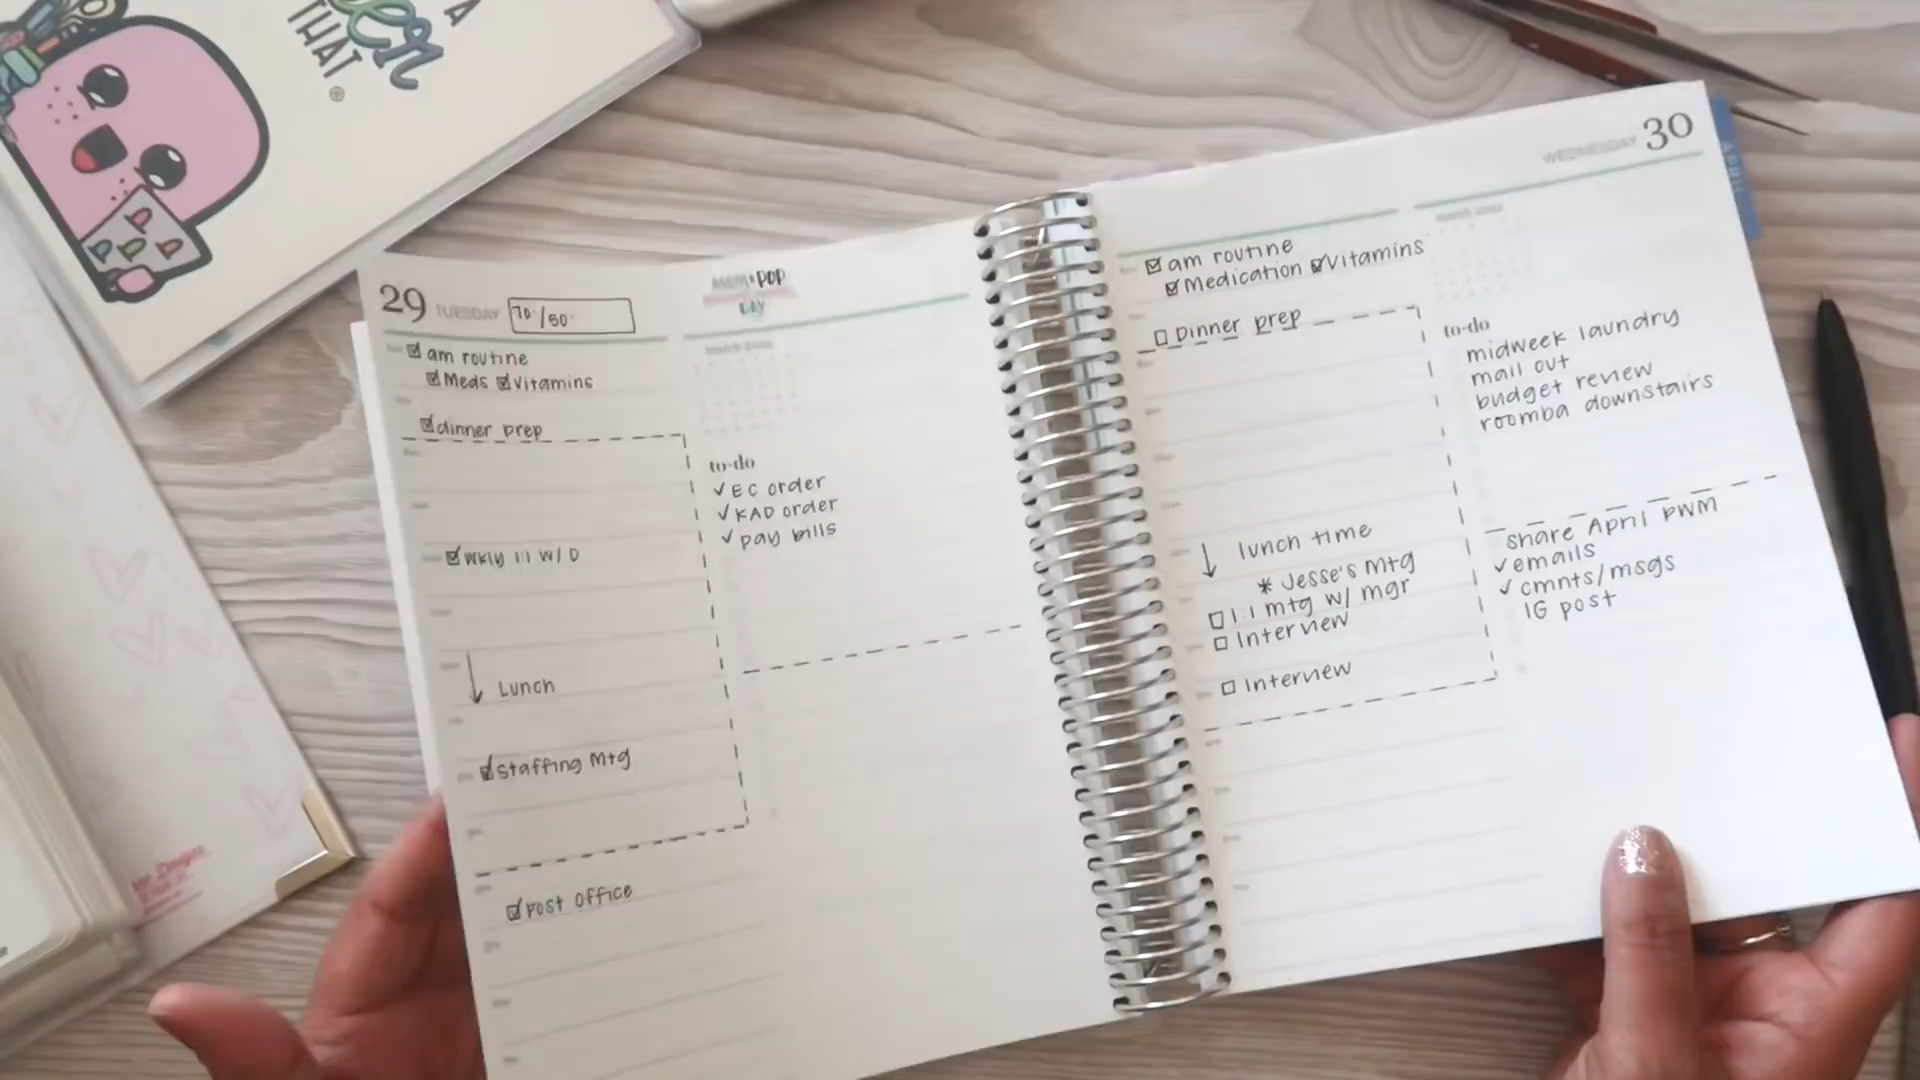 A
THAT
®
29 TUESDAY
70°/50°
MOM & POP
DAY
am routine
Meds Vitamins
dinner prep
to-do
✓ EC order
✓ KAD order
✓ pay bills
Wkly 1:1 W/ D
Lunch
Staffing Mtg
post office
WEDNESDAY 30
am routine
Medication Vitamins
Dinner prep
to-do
midweek laundry
mail out
budget review
roomba downstairs
lunch time
* Jesse's Mtg
1:1 mtg w/ mgr
Interview
Interview
share April PWM
✓ emails
✓ cmnts/msgs
IG post